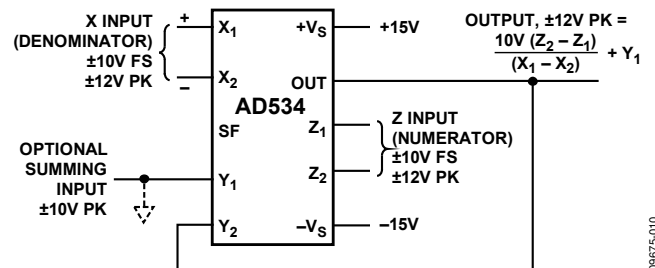 X INPUT
(DENOMINATOR)
±10V FS
±12V PK
+
–
OPTIONAL
SUMMING
INPUT
±10V PK
X1
X2
SF
Y1
Y2
AD534
+VS
OUT
Z1
Z2
–VS
+15V
Z INPUT
(NUMERATOR)
±10V FS
±12V PK
–15V
OUTPUT, ±12V PK =
10V (Z2 – Z1)
(X1 – X2)
+ Y1
09675-010